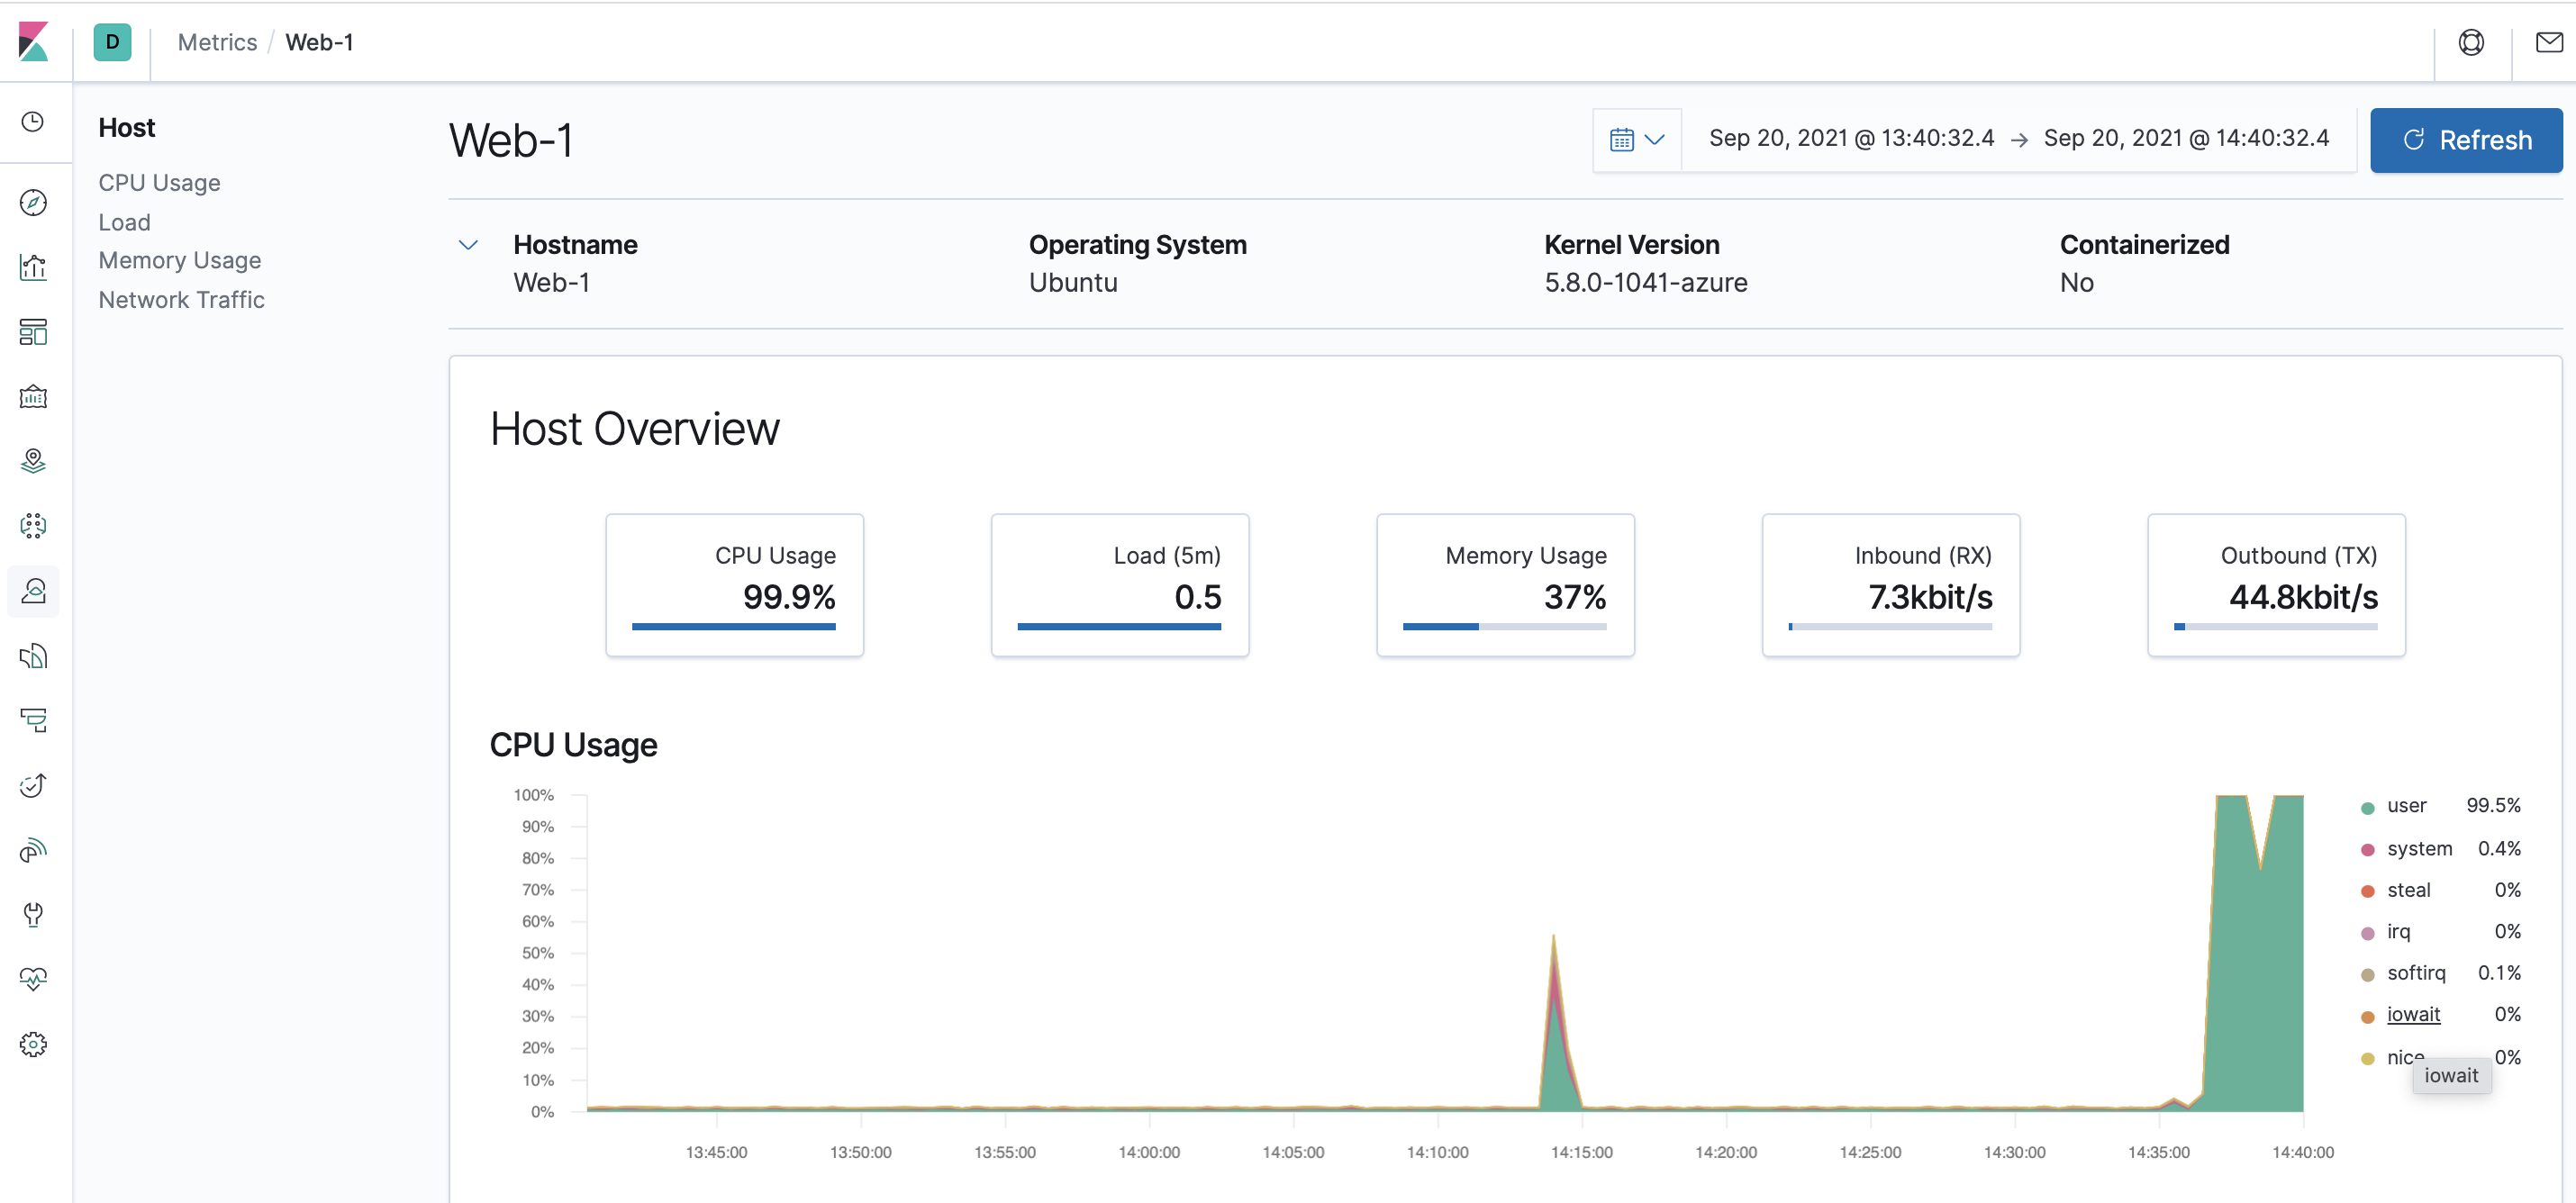 D
Metrics / Web-1
Host
CPU Usage
Load
Memory Usage
Network Traffic
Web-1
Sep 20, 2021 @ 13:40:32.4 → Sep 20, 2021 @ 14:40:32.4
Refresh
Hostname
Web-1
Operating System
Ubuntu
Kernel Version
5.8.0-1041-azure
Containerized
No
Host Overview
CPU Usage
99.9%
Load (5m)
0.5
Memory Usage
37%
Inbound (RX)
7.3kbit/s
Outbound (TX)
44.8kbit/s
CPU Usage
100%
90%
80%
70%
60%
50%
40%
30%
20%
10%
0%
13:45:00 13:50:00 13:55:00 14:00:00 14:05:00 14:10:00 14:15:00 14:20:00 14:25:00 14:30:00 14:35:00 14:40:00
user 99.5%
system 0.4%
steal 0%
irq 0%
softirq 0.1%
iowait 0%
nice 0%
iowait